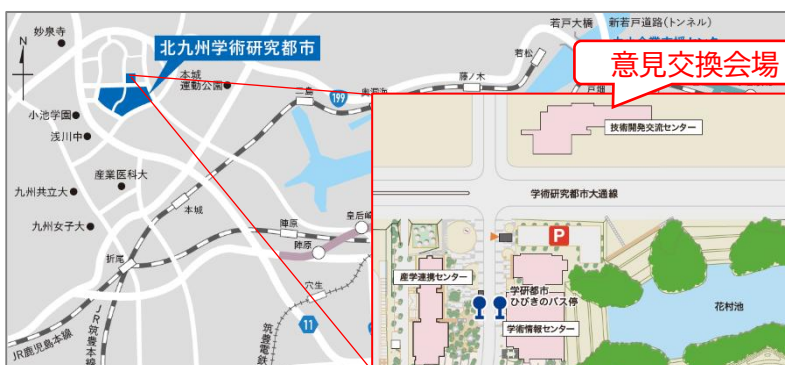 妙泉寺
N
北九州学術研究都市
本城
運動公園
小池学園
浅川中
産業医科大
九州共立大
九州女子大
本城
折尾
陣原
陣原
皇后崎
穴生
二島
199
11
JR鹿児島本線
JR筑豊本線
筑豊電鉄
若戸大橋
新若戸道路(トンネル)
若松
藤ノ木
戸畑
意見交換会場
技術開発交流センター
学術研究都市大通線
P
産学連携センター
学研都市
ひびきのバス停
学術情報センター
花村池